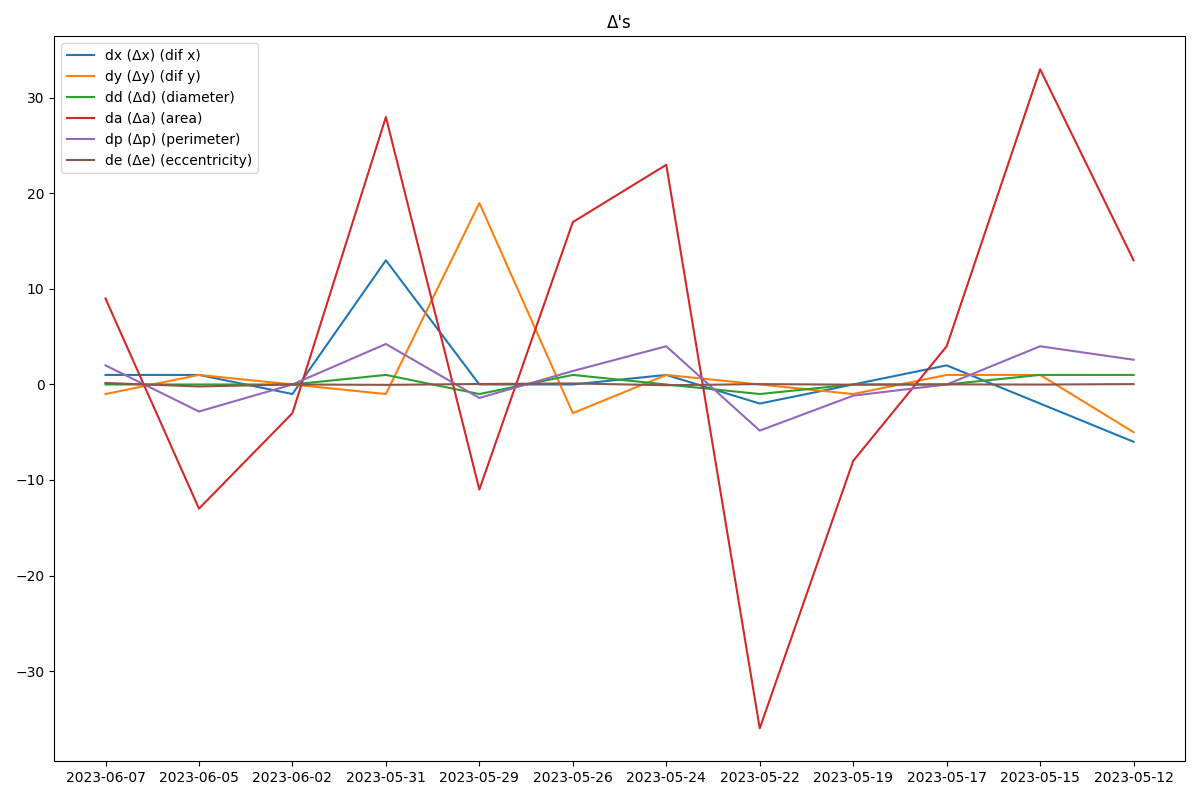 Δ's
dx (Δx) (dif x)
dy (Δy) (dif y)
dd (Δd) (diameter)
da (Δa) (area)
dp (Δp) (perimeter)
de (Δe) (eccentricity)
30
20
10
0
−10
−20
−30
2023-06-07 2023-06-05 2023-06-02 2023-05-31 2023-05-29 2023-05-26 2023-05-24 2023-05-22 2023-05-19 2023-05-17 2023-05-15 2023-05-12